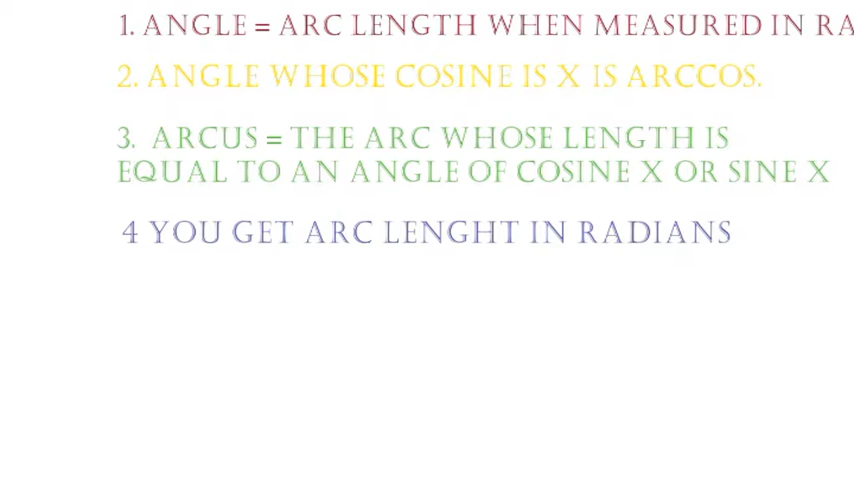 1. ANGLE = ARC LENGTH WHEN MEASURED IN RA
2. ANGLE WHOSE COSINE IS X IS ARCCOS.
3. ARCUS = THE ARC WHOSE LENGTH IS
EQUAL TO AN ANGLE OF COSINE X OR SINE X
4 YOU GET ARC LENGHT IN RADIANS